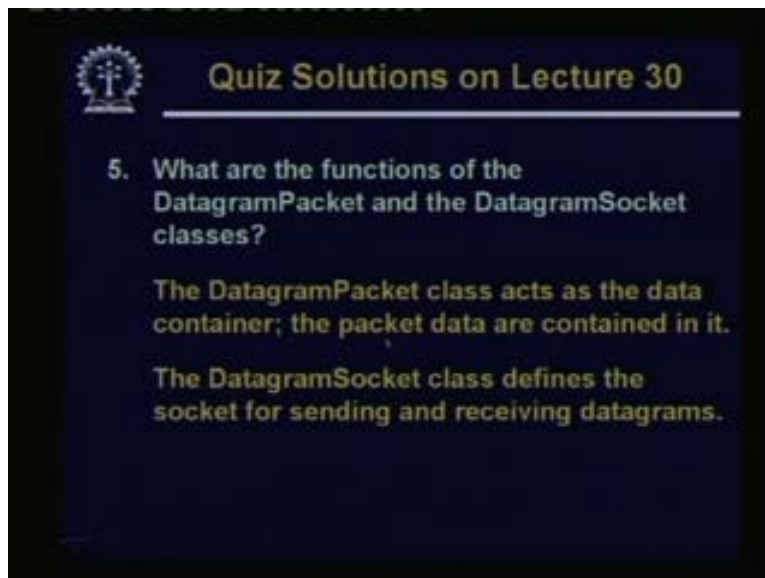 Quiz Solutions on Lecture 30
5. What are the functions of the
DatagramPacket and the DatagramSocket
classes?
The DatagramPacket class acts as the data
container; the packet data are contained in it.
The DatagramSocket class defines the
socket for sending and receiving datagrams.